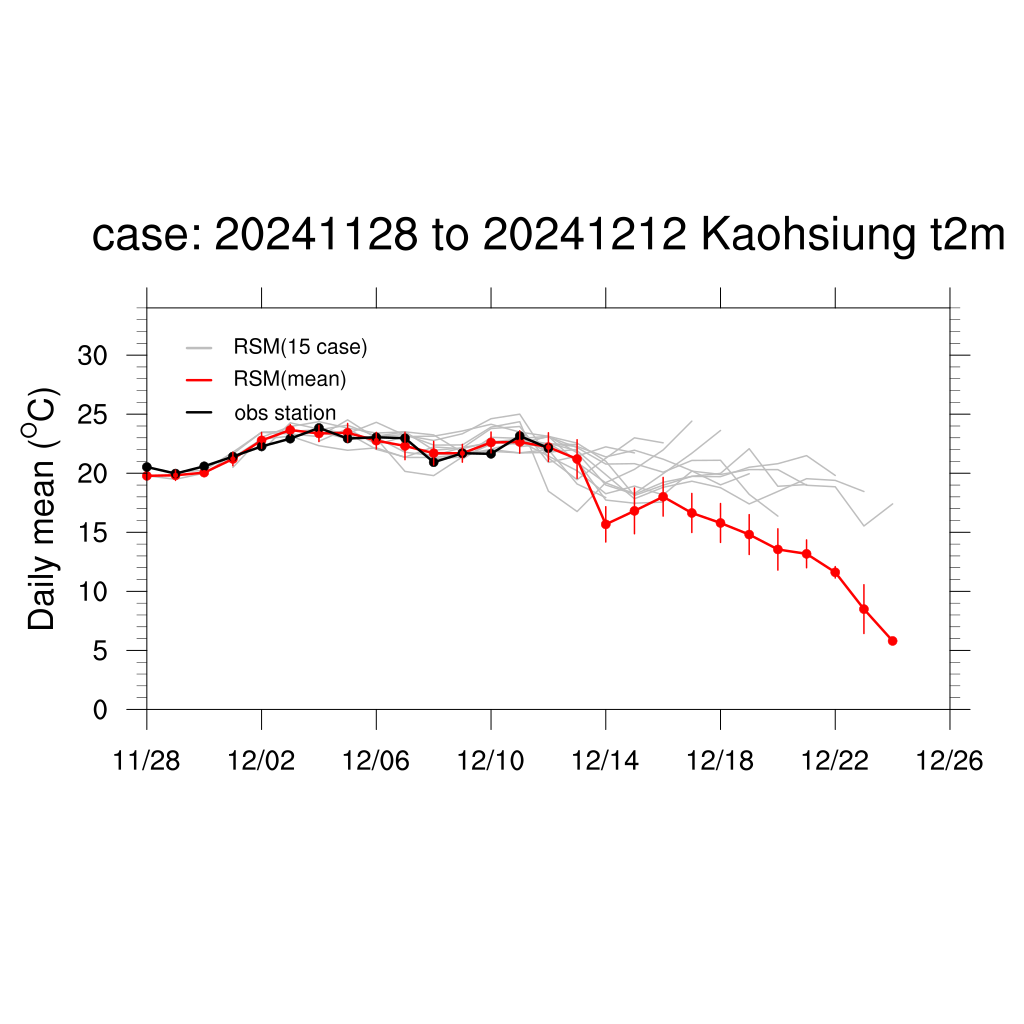 case: 20241128 to 20241212 Kaohsiung t2m
RSM(15 case)
RSM(mean)
obs station
Daily mean (OC)
30
25
20
15
10
5
0
11/28 12/02 12/06 12/10 12/14 12/18 12/22 12/26